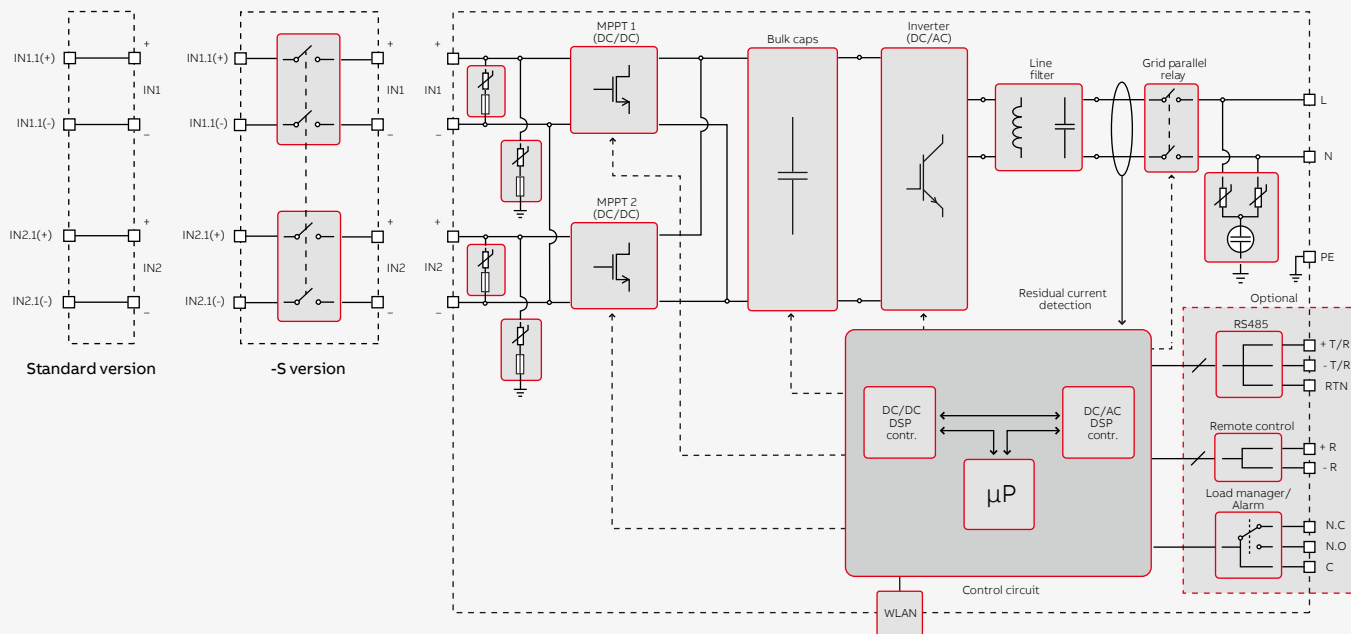 IN1.1(+)
+
IN1
IN1.1(-)
−
IN2.1(+)
+
IN2
IN2.1(-)
−
Standard version
IN1.1(+)
+
IN1
IN1.1(-)
−
IN2.1(+)
+
IN2
IN2.1(-)
−
-S version
+
IN1
−
+
IN2
−
MPPT 1
(DC/DC)
MPPT 2
(DC/DC)
Bulk caps
Inverter
(DC/AC)
Line
filter
Grid parallel
relay
L
N
PE
Residual current
detection
Optional
RS485
+ T/R
- T/R
RTN
Remote control
+ R
- R
Load manager/
Alarm
N.C
N.O
C
DC/DC
DSP
contr.
DC/AC
DSP
contr.
µP
Control circuit
WLAN